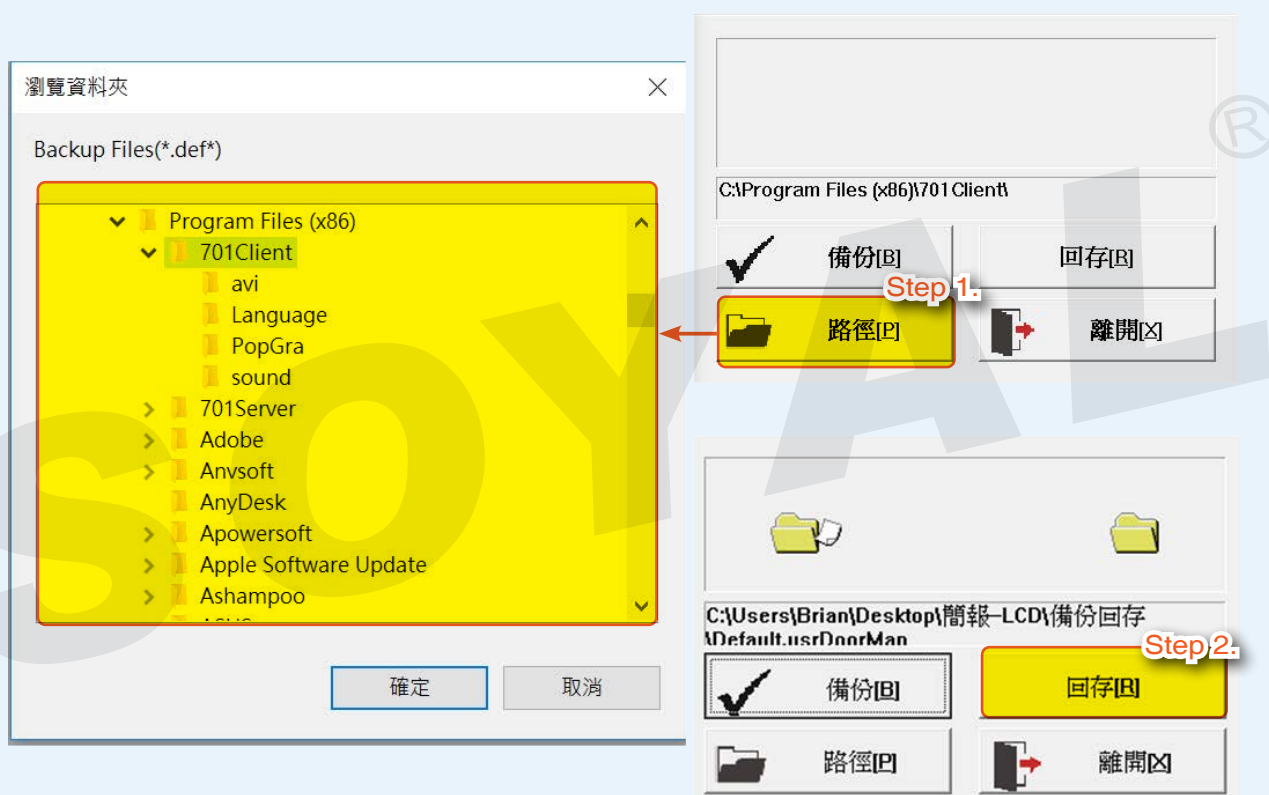 瀏覽資料夾
Backup Files(*.def*)
Program Files (x86)
701Client
avi
Language
PopGra
sound
701Server
Adobe
Anvsoft
AnyDesk
Apowersoft
Apple Software Update
Ashampoo
確定
取消
C:\Program Files (x86)\701Client\
備份[B]
回存[R]
Step 1.
路徑[P]
離開[X]
C:\Users\Brian\Desktop\簡報-LCD\備份回存
\Default.usrDoorMan
Step 2.
備份[B]
回存[R]
路徑[P]
離開[X]
SOYAL®